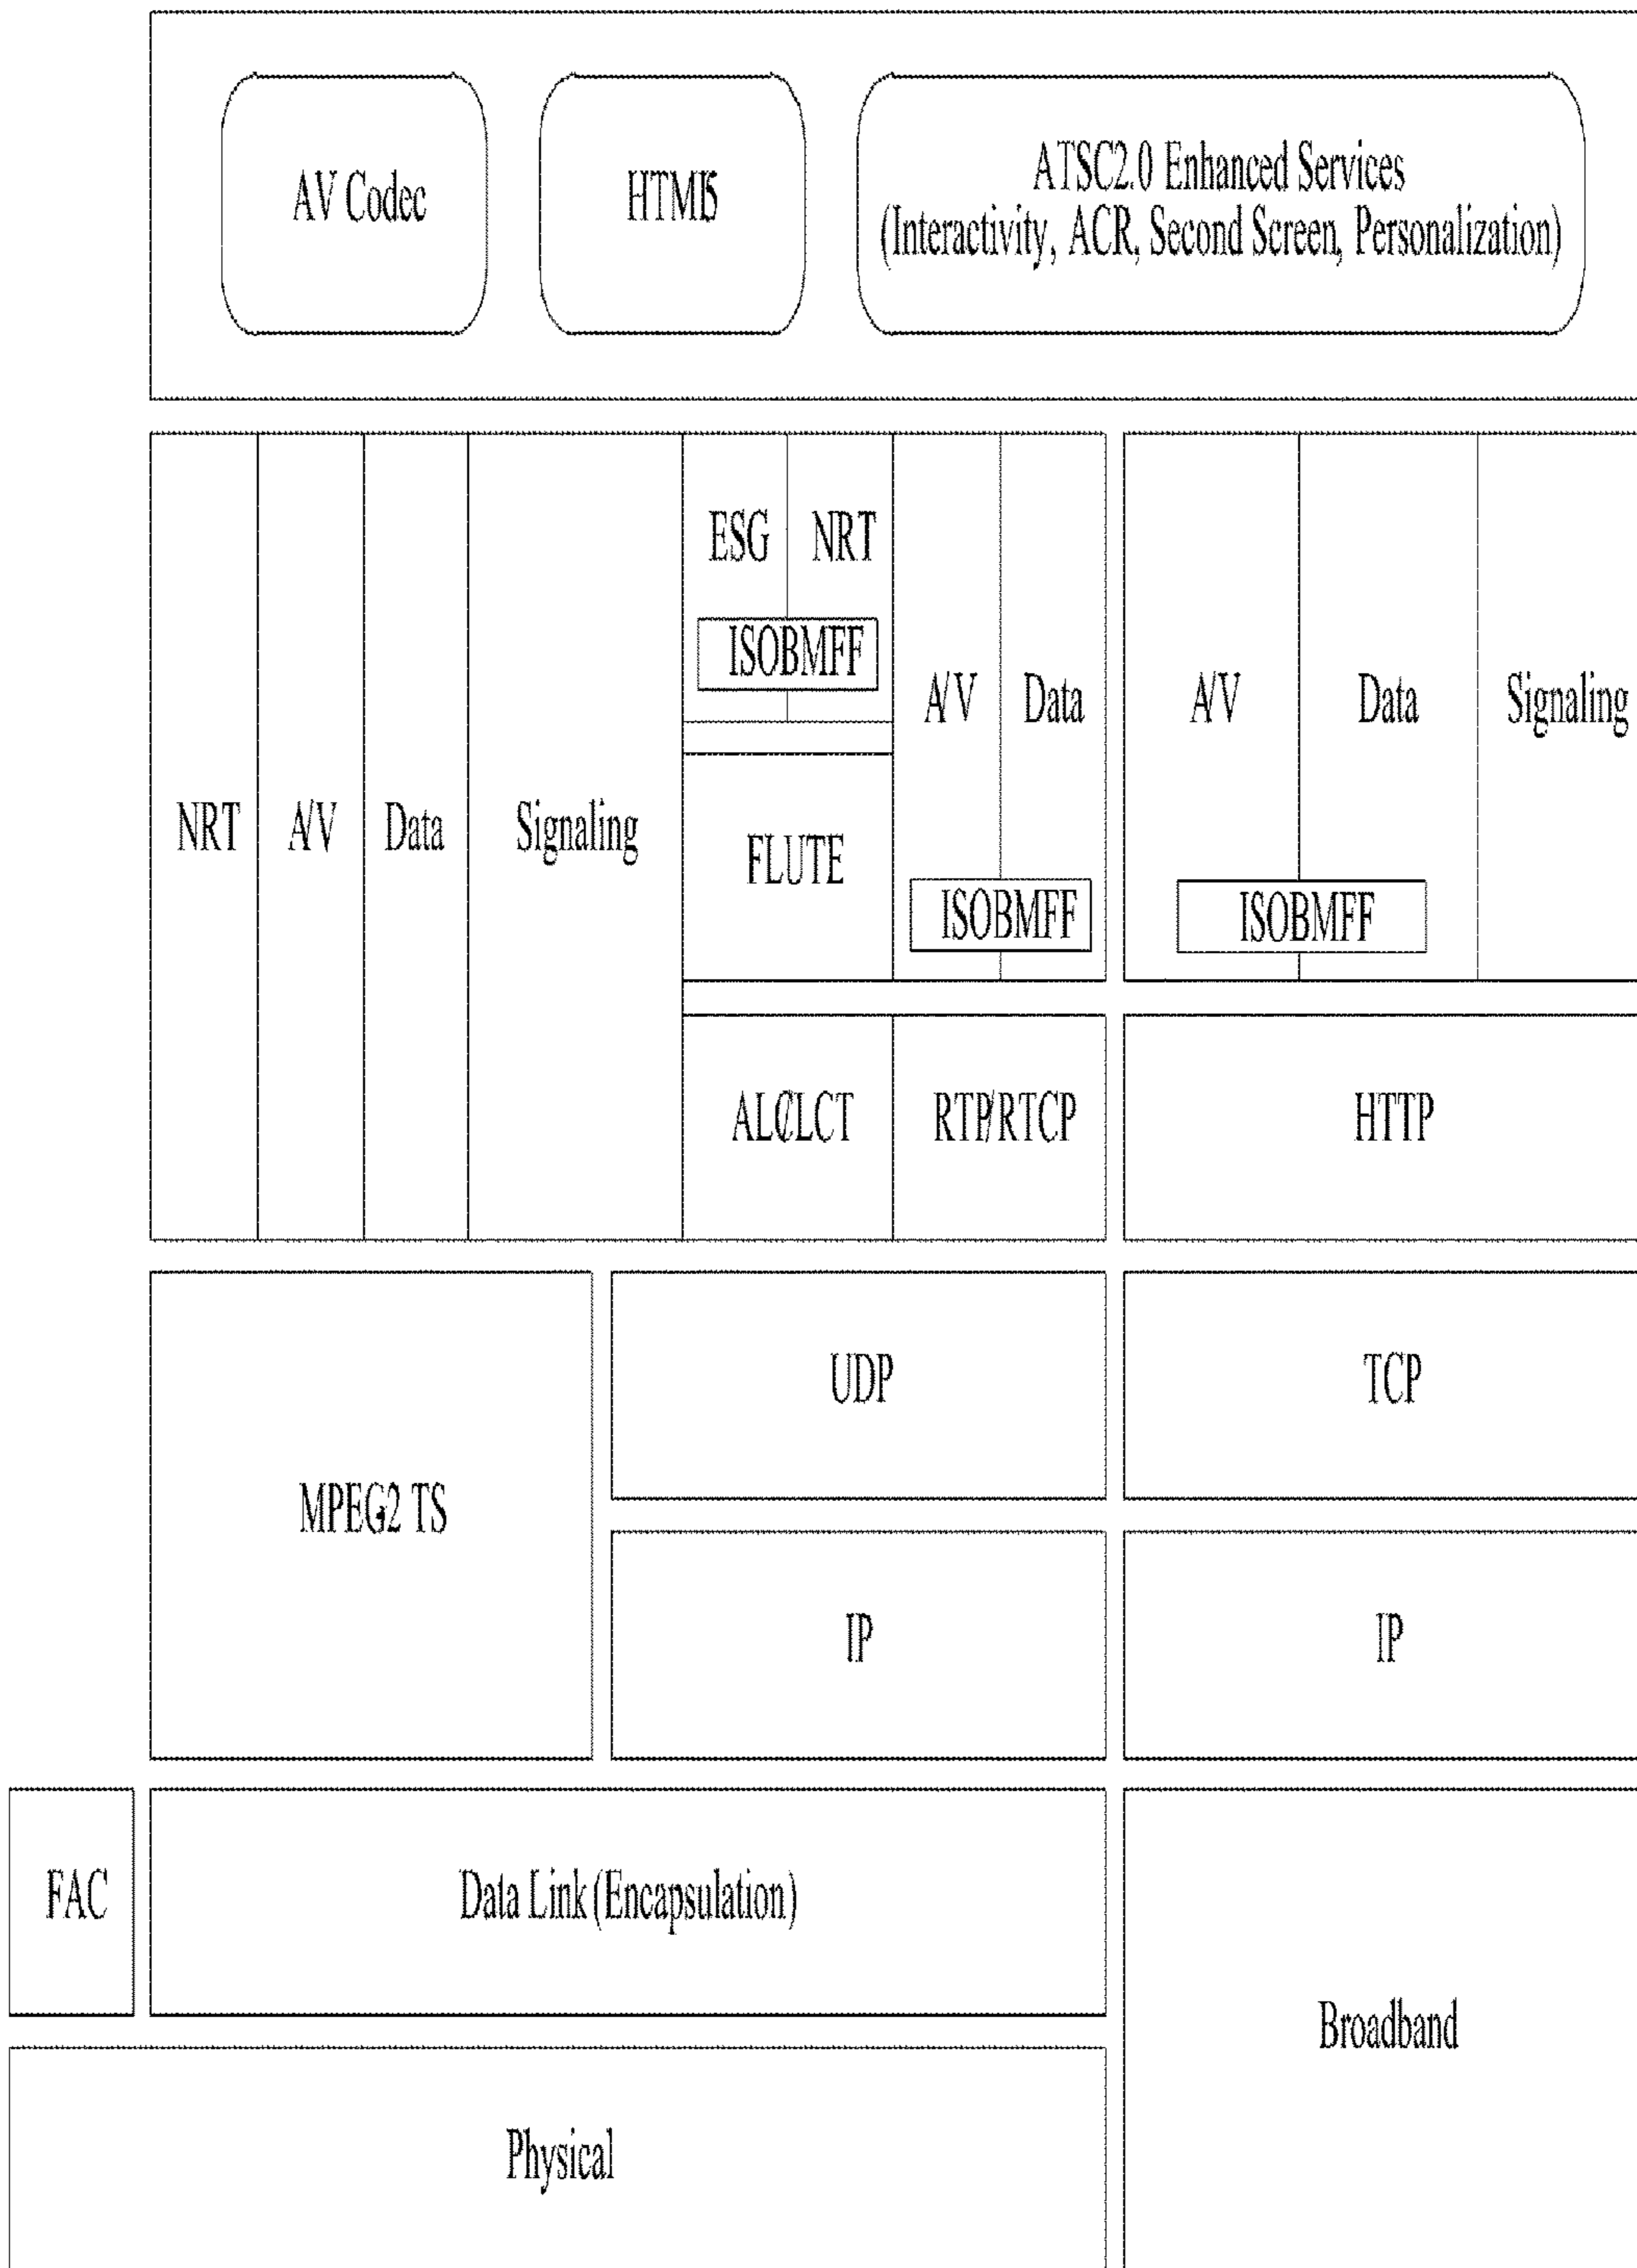 AV Codec
HTML5
ATSC2.0 Enhanced Services
(Interactivity, ACR, Second Screen, Personalization)
ESG
NRT
ISOBMFF
A/V
Data
A/V
Data
Signaling
NRT
A/V
Data
Signaling
FLUTE
ISOBMFF
ISOBMFF
ALC/LCT
RTP/RTCP
HTTP
UDP
TCP
MPEG-2 TS
IP
IP
FAC
Data Link (Encapsulation)
Broadband
Physical